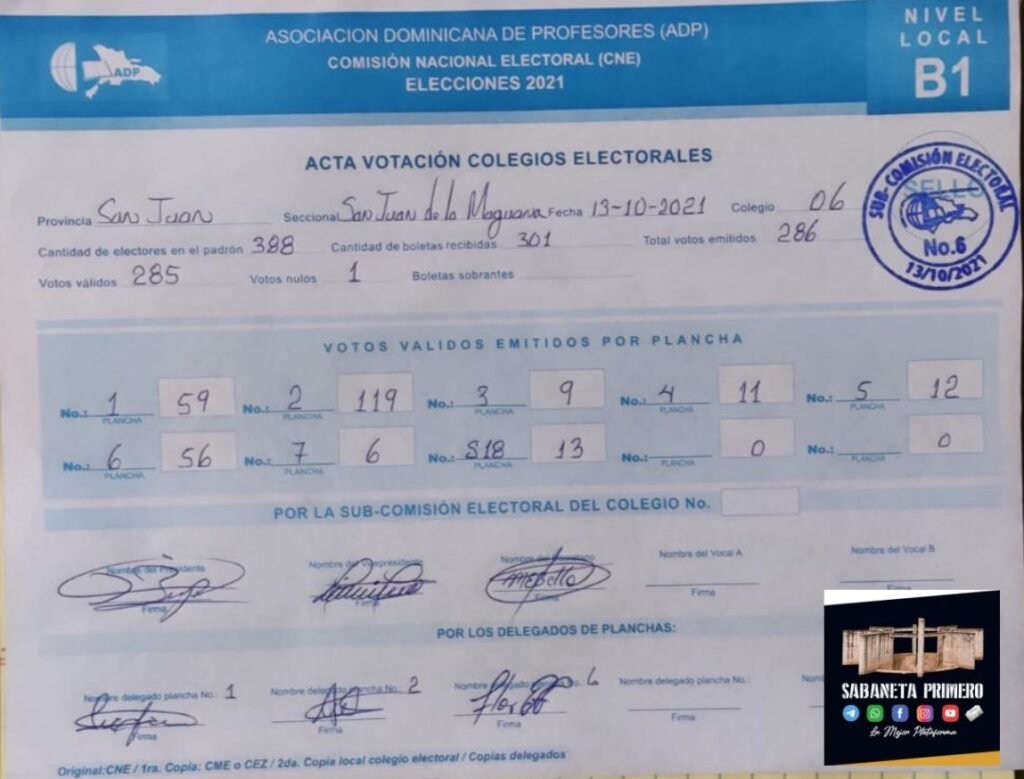 ASOCIACION DOMINICANA DE PROFESORES (ADP)
COMISIÓN NACIONAL ELECTORAL (CNE)
ELECCIONES 2021
NIVEL
LOCAL
B1
ADP
ACTA VOTACIÓN COLEGIOS ELECTORALES
Provincia San Juan Seccional San Juan de la Maguana Fecha 13-10-2021 Colegio 06
Cantidad de electores en el padrón 388 Cantidad de boletas recibidas 301 Total votos emitidos 286
Votos válidos 285 Votos nulos 1 Boletas sobrantes
SUB-COMISIÓN ELECTORAL
SELLO
No.6
13/10/2021
VOTOS VALIDOS EMITIDOS POR PLANCHA
No.: 1 59 No.: 2 119 No.: 3 9 No.: 4 11 No.: 5 12
PLANCHA PLANCHA PLANCHA PLANCHA PLANCHA
No.: 6 56 No.: 7 6 No.: S18 13 No.: 0 No.: 0
PLANCHA PLANCHA PLANCHA PLANCHA PLANCHA
POR LA SUB-COMISIÓN ELECTORAL DEL COLEGIO No.
Nombre del Presidente Nombre del Vicepresidente Nombre del Nombre del Vocal A Nombre del Vocal B
Firma Firma Firma Firma
POR LOS DELEGADOS DE PLANCHAS:
Nombre delegado plancha No. 1 Nombre delegado plancha No. 2 Nombre delegado plancha No. 6 Nombre delegado plancha No.:
Firma Firma Firma Firma
Original:CNE / 1ra. Copia: CME o CEZ / 2da. Copia local colegio electoral / Copias delegados
SABANETA PRIMERO
La Mejor Plataforma